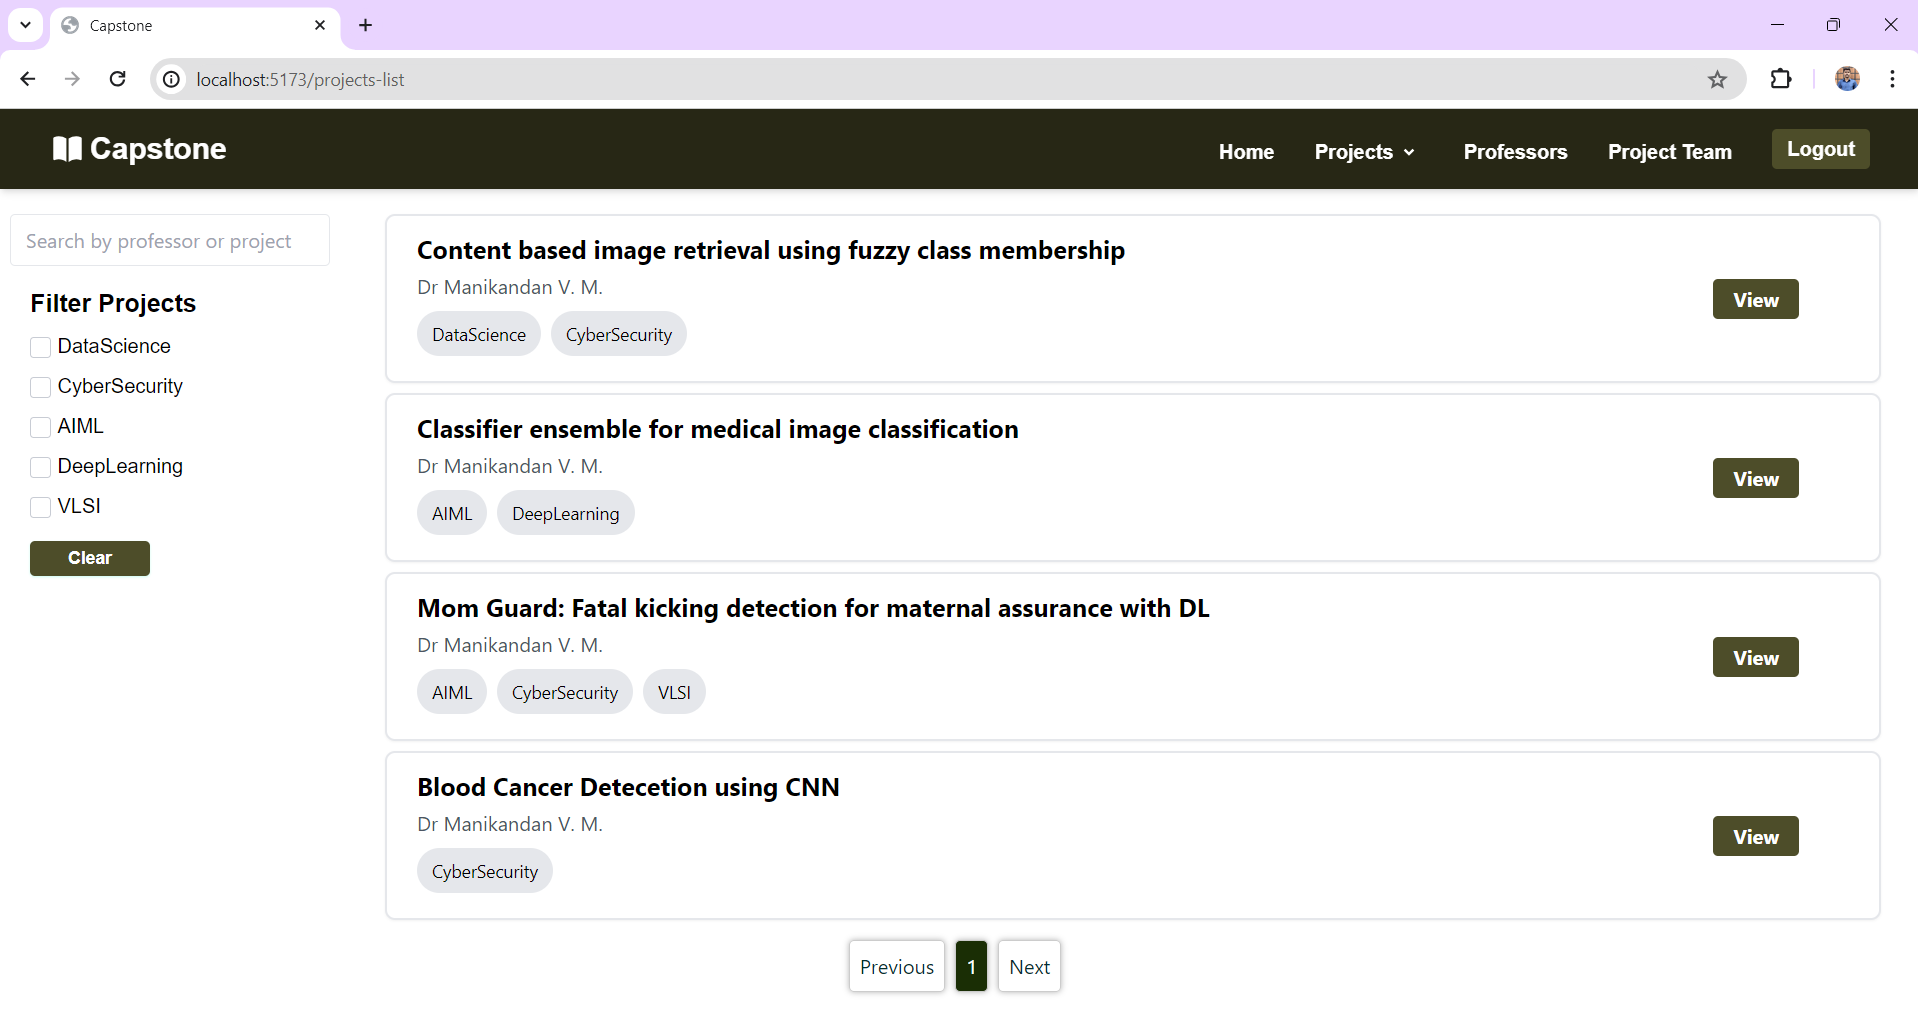 Capstone
localhost:5173/projects-list
Capstone
Home
Projects
Professors
Project Team
Logout
Search by professor or project
Filter Projects
DataScience
CyberSecurity
AIML
DeepLearning
VLSI
Clear
Content based image retrieval using fuzzy class membership
Dr Manikandan V. M.
DataScience CyberSecurity
View
Classifier ensemble for medical image classification
Dr Manikandan V. M.
AIML DeepLearning
View
Mom Guard: Fatal kicking detection for maternal assurance with DL
Dr Manikandan V. M.
AIML CyberSecurity VLSI
View
Blood Cancer Detecetion using CNN
Dr Manikandan V. M.
CyberSecurity
View
Previous 1 Next